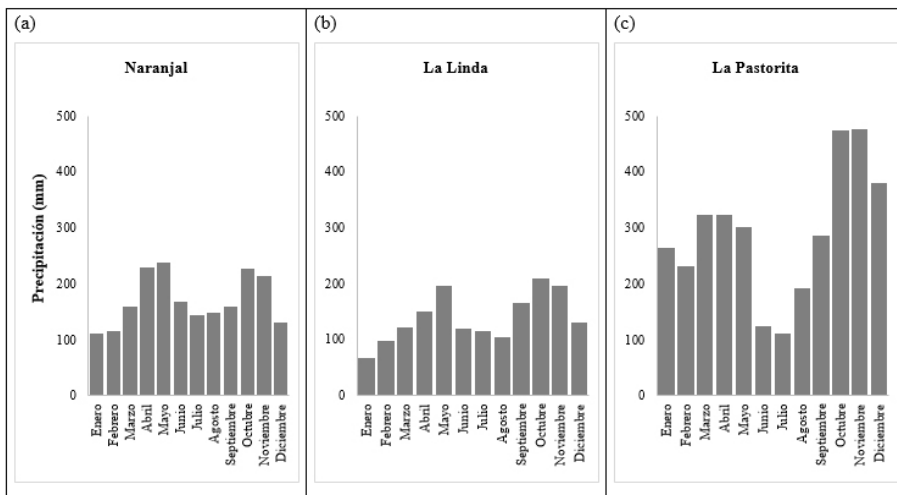 (a)
Naranjal
Precipitación (mm)
500
400
300
200
100
0
Enero
Febrero
Marzo
Abril
Mayo
Junio
Julio
Agosto
Septiembre
Octubre
Noviembre
Diciembre
(b)
La Linda
500
400
300
200
100
0
Enero
Febrero
Marzo
Abril
Mayo
Junio
Julio
Agosto
Septiembre
Octubre
Noviembre
Diciembre
(c)
La Pastorita
500
400
300
200
100
0
Enero
Febrero
Marzo
Abril
Mayo
Junio
Julio
Agosto
Septiembre
Octubre
Noviembre
Diciembre